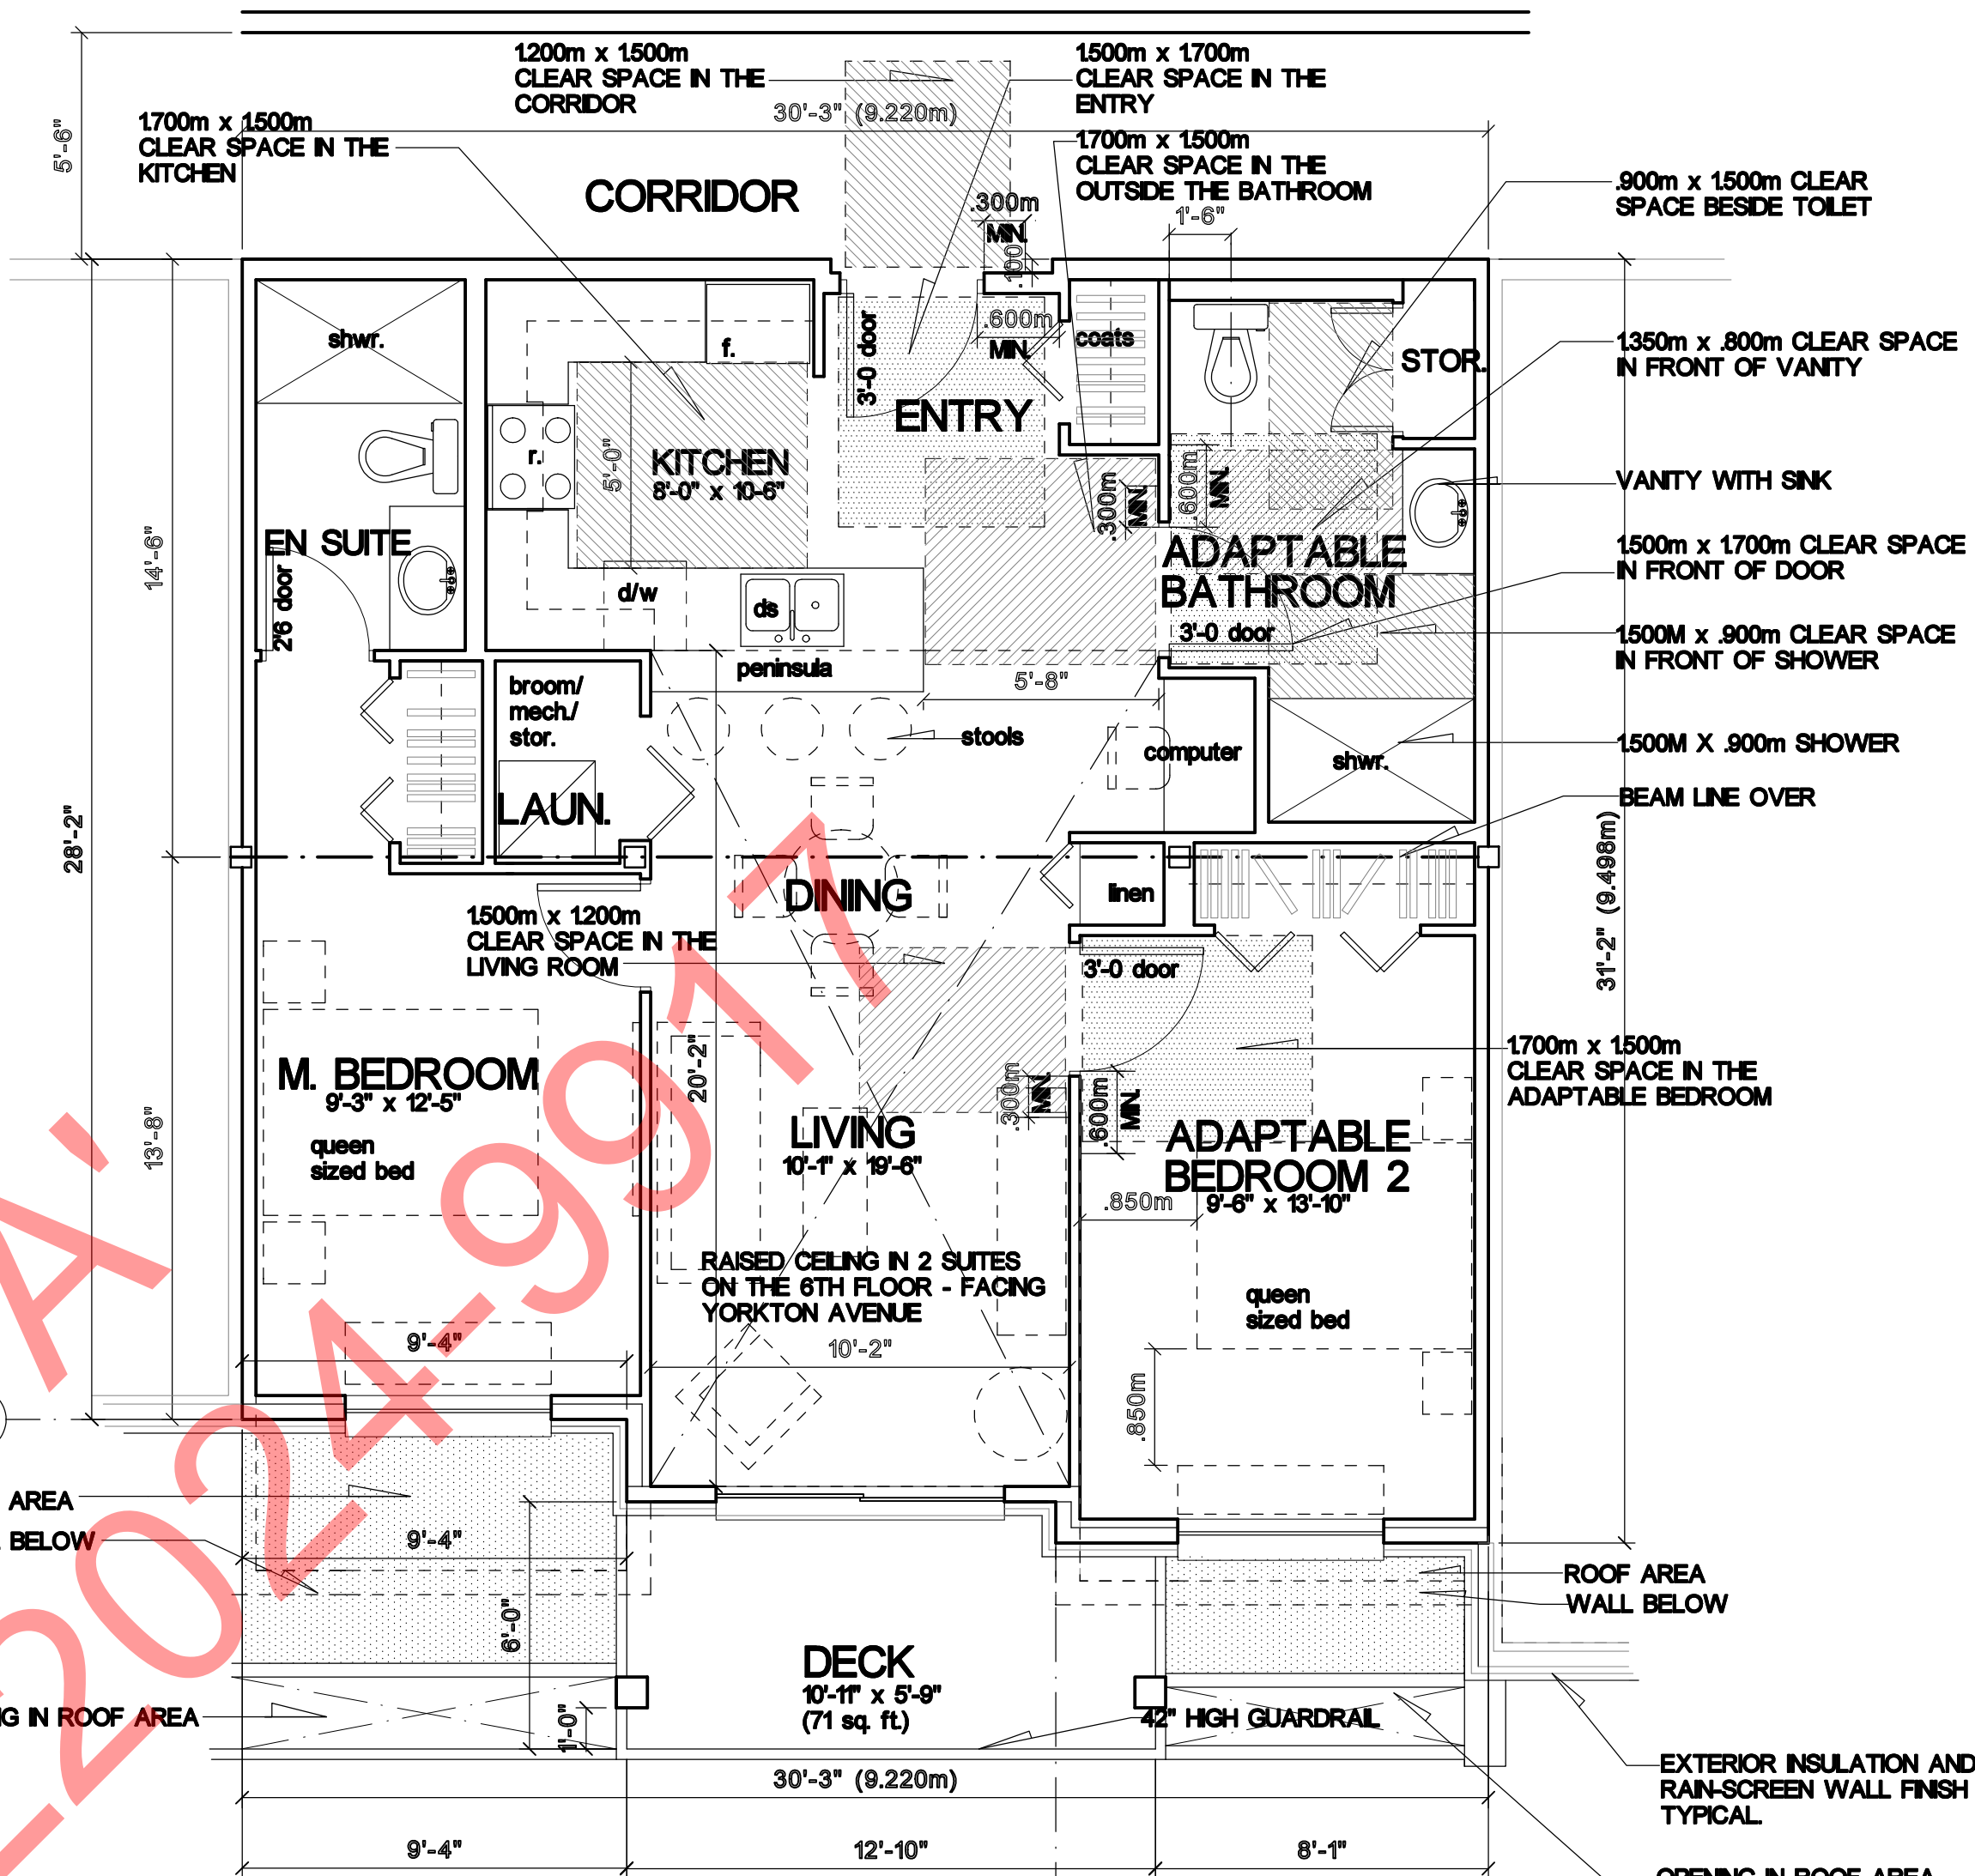 1.200m x 1.500m
CLEAR SPACE IN THE
CORRIDOR
1.500m x 1.700m
CLEAR SPACE IN THE
ENTRY
30'-3" (9.220m)
5'-6"
1.700m x 1.500m
CLEAR SPACE IN THE
KITCHEN
1.700m x 1.500m
CLEAR SPACE IN THE
OUTSIDE THE BATHROOM
CORRIDOR
.300m
MIN.
.100
1'-6"
.900m x 1.500m CLEAR
SPACE BESIDE TOILET
shwr.
f.
3'-0 door
.600m
MIN.
coats
STOR.
1.350m x .800m CLEAR SPACE
IN FRONT OF VANITY
ENTRY
r.
5'-0"
KITCHEN
8'-0" x 10-6"
.300m
MIN.
.600m
MIN.
VANITY WITH SINK
14'-6"
EN SUITE
2'6 door
d/w
ds
peninsula
ADAPTABLE
BATHROOM
3'-0 door
1.500m x 1.700m CLEAR SPACE
IN FRONT OF DOOR
1.500M x .900m CLEAR SPACE
IN FRONT OF SHOWER
5'-8"
broom/
mech./
stor.
stools
computer
shwr.
1.500M X .900m SHOWER
LAUN.
BEAM LINE OVER
28'-2"
DINING
linen
31'-2" (9.498m)
1.500m x 1.200m
CLEAR SPACE IN THE
LIVING ROOM
3'-0 door
M. BEDROOM
9'-3" x 12'-5"
20'-2"
1.700m x 1.500m
CLEAR SPACE IN THE
ADAPTABLE BEDROOM
13'-8"
queen
sized bed
LIVING
10'-1" x 19'-6"
.300m
MIN.
.600m
MIN.
ADAPTABLE
BEDROOM 2
9'-6" x 13'-10"
.850m
RAISED CEILING IN 2 SUITES
ON THE 6TH FLOOR - FACING
YORKTON AVENUE
queen
sized bed
9'-4"
10'-2"
.850m
AREA
BELOW
9'-4"
6'-0"
ROOF AREA
WALL BELOW
DECK
10'-11" x 5'-9"
(71 sq. ft.)
1'-0"
G IN ROOF AREA
42" HIGH GUARDRAIL
30'-3" (9.220m)
EXTERIOR INSULATION AND
RAIN-SCREEN WALL FINISH
TYPICAL.
9'-4"
12'-10"
8'-1"
OPENING IN ROOF AREA
A'
2024-9917